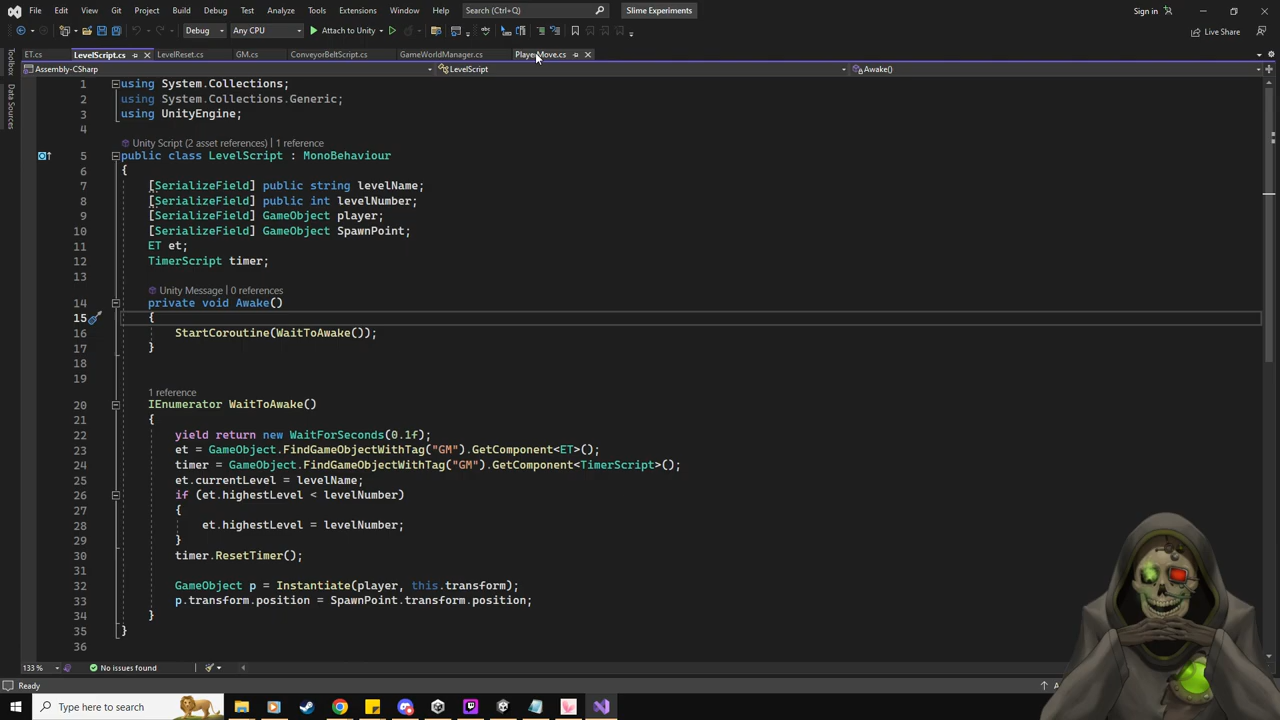 File Edit View Git Project Build Debug Test Analyze Tools Extensions Window Help Search (Ctrl+Q) Slime Experiments Sign in
Debug Any CPU Attach to Unity Live Share
ET.cs LevelScript.cs LevelReset.cs GM.cs ConveyorBeltScript.cs GameWorldManager.cs PlayerMove.cs
Toolbox
Data Sources
Assembly-CSharp LevelScript Awake()
1 using System.Collections;
2 using System.Collections.Generic;
3 using UnityEngine;
4
Unity Script (2 asset references) | 1 reference
5 public class LevelScript : MonoBehaviour
6 {
7 [SerializeField] public string levelName;
8 [SerializeField] public int levelNumber;
9 [SerializeField] GameObject player;
10 [SerializeField] GameObject SpawnPoint;
11 ET et;
12 TimerScript timer;
13
Unity Message | 0 references
14 private void Awake()
15 {
16 StartCoroutine(WaitToAwake());
17 }
18
19
1 reference
20 IEnumerator WaitToAwake()
21 {
22 yield return new WaitForSeconds(0.1f);
23 et = GameObject.FindGameObjectWithTag("GM").GetComponent<ET>();
24 timer = GameObject.FindGameObjectWithTag("GM").GetComponent<TimerScript>();
25 et.currentLevel = levelName;
26 if (et.highestLevel < levelNumber)
27 {
28 et.highestLevel = levelNumber;
29 }
30 timer.ResetTimer();
31
32 GameObject p = Instantiate(player, this.transform);
33 p.transform.position = SpawnPoint.transform.position;
34 }
35 }
36
133 % No issues found
Ready
Type here to search